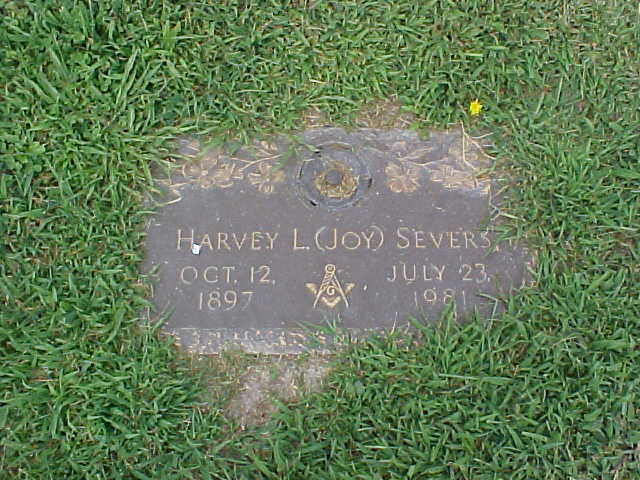 HARVEY L. (JOY) SEVERS
OCT. 12, JULY 23,
1897 1981
G